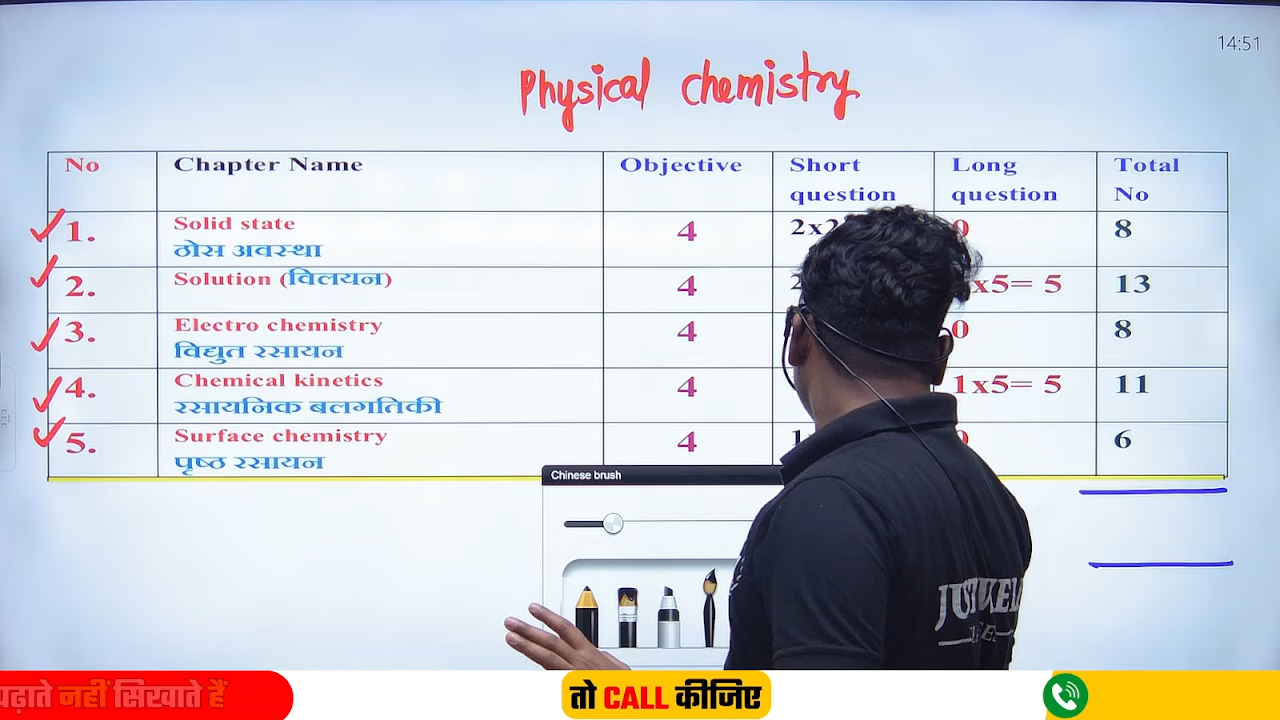 14:51
Physical chemistry
No Chapter Name Objective Short question Long question Total No
1. Solid state ठोस अवस्था 4 0 8
2. Solution (विलयन) 4 x5= 5 13
3. Electro chemistry विद्युत रसायन 4 0 8
4. Chemical kinetics रसायनिक बलगतिकी 4 1x5= 5 11
5. Surface chemistry पृष्ठ रसायन 4 6
Chinese brush
पढ़ाते नहीं सिखाते हैं
तो CALL कीजिए